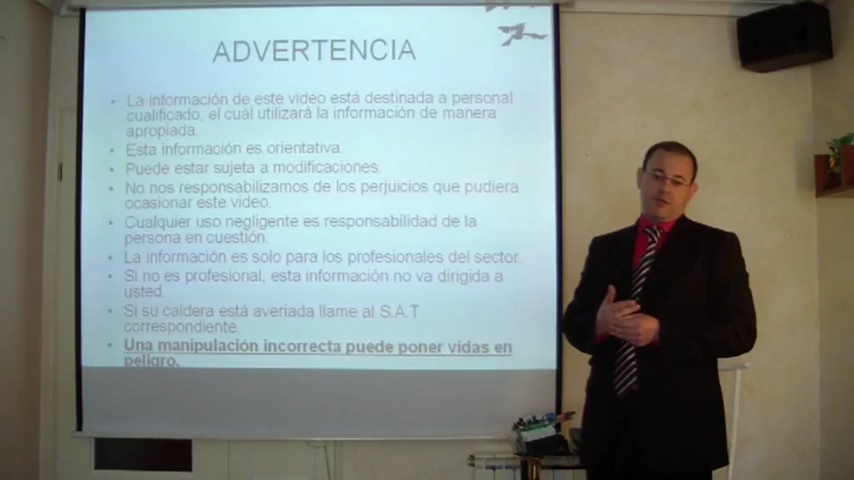 ADVERTENCIA
• La información de este video está destinada a personal
cualificado, el cuál utilizará la información de manera
apropiada.
• Esta información es orientativa.
• Puede estar sujeta a modificaciones.
• No nos responsabilizamos de los perjuicios que pudiera
ocasionar este video.
• Cualquier uso negligente es responsabilidad de la
persona en cuestión.
• La información es solo para los profesionales del sector.
• Si no es profesional, esta información no va dirigida a
usted.
• Si su caldera está averiada llame al S.A.T
correspondiente.
• Una manipulación incorrecta puede poner vidas en
peligro.